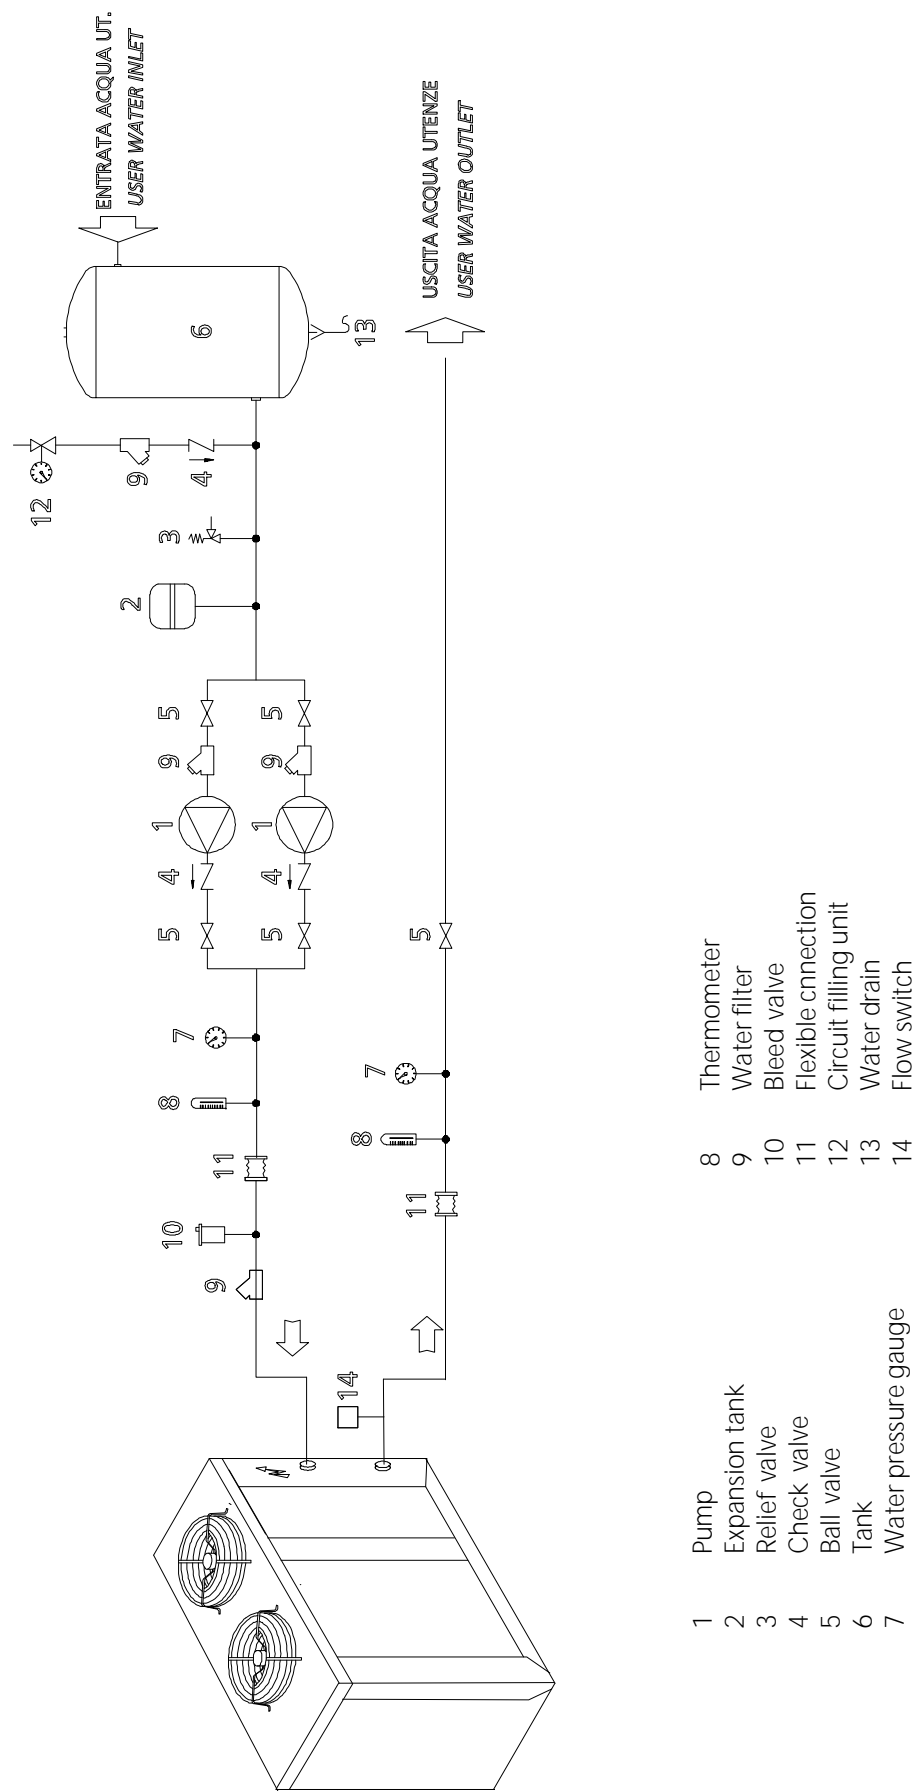 12
ENTRATA ACQUA UT.
USER WATER INLET
2
9
10
8
7
5
4
1
9
5
3
4
6
9
11
5
4
1
9
5
14
8
7
13
11
5
USCITA ACQUA UTENZE
USER WATER OUTLET
1 Pump
2 Expansion tank
3 Relief valve
4 Check valve
5 Ball valve
6 Tank
7 Water pressure gauge
8 Thermometer
9 Water filter
10 Bleed valve
11 Flexible cnnection
12 Circuit filling unit
13 Water drain
14 Flow switch